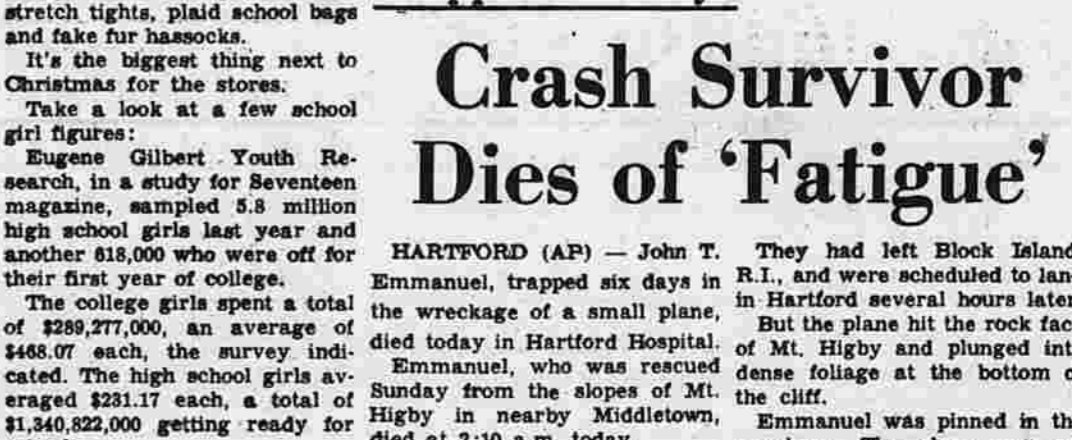 stretch tights, plaid school bags
and fake fur hassocks.
It's the biggest thing next to
Christmas for the stores.
Take a look at a few school
girl figures:
Eugene Gilbert Youth Re-
search, in a study for Seventeen
magazine, sampled 5.8 million
high school girls last year and
another 618,000 who were off for
their first year of college.
The college girls spent a total
of $289,277,000, an average of
$468.07 each, the survey indi-
cated. The high school girls av-
eraged $231.17 each, a total of
$1,340,822,000 getting ready for
Crash Survivor
Dies of 'Fatigue'
HARTFORD (AP) — John T.
Emmanuel, trapped six days in
the wreckage of a small plane,
died today in Hartford Hospital.
Emmanuel, who was rescued
Sunday from the slopes of Mt.
Higby in nearby Middletown,
died at 2:10 a.m. today
They had left Block Island
R.I., and were scheduled to lan
in Hartford several hours later
But the plane hit the rock fac
of Mt. Higby and plunged int
dense foliage at the bottom o
the cliff.
Emmanuel was pinned in th